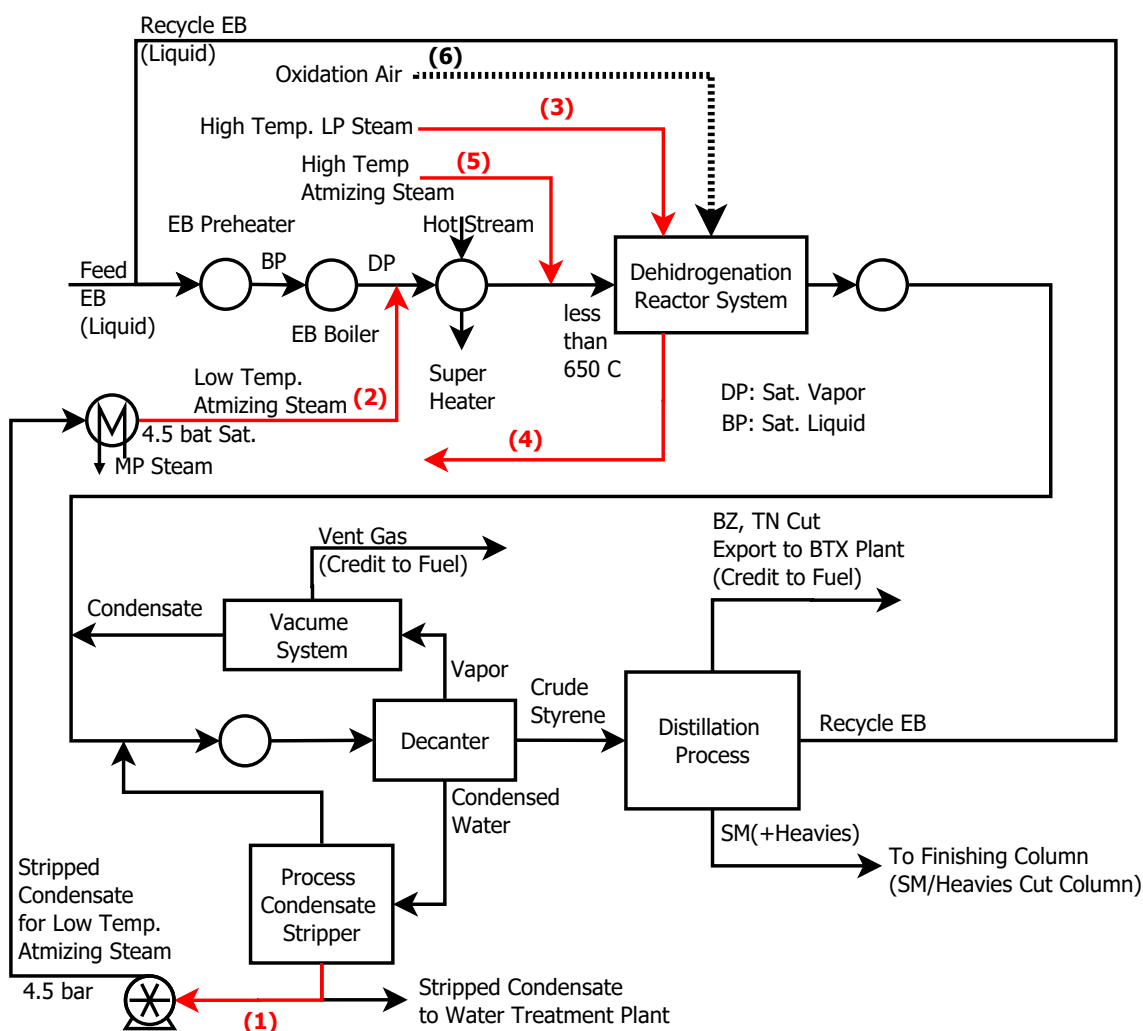 Recycle EB
(Liquid)
(6)
Oxidation Air
(3)
High Temp. LP Steam
(5)
High Temp
Atmizing Steam
EB Preheater
Hot Stream
BP
DP
Feed
EB
(Liquid)
Dehidrogenation
Reactor System
EB Boiler
less
than
650 C
Super
Heater
Low Temp.
Atmizing Steam
(2)
DP: Sat. Vapor
BP: Sat. Liquid
4.5 bat Sat.
(4)
MP Steam
BZ, TN Cut
Export to BTX Plant
(Credit to Fuel)
Vent Gas
(Credit to Fuel)
Condensate
Vacume
System
Vapor
Crude
Styrene
Decanter
Distillation
Process
Recycle EB
Condensed
Water
SM(+Heavies)
To Finishing Column
(SM/Heavies Cut Column)
Stripped
Condensate
for Low Temp.
Atmizing Steam
Process
Condensate
Stripper
4.5 bar
(1)
Stripped Condensate
to Water Treatment Plant